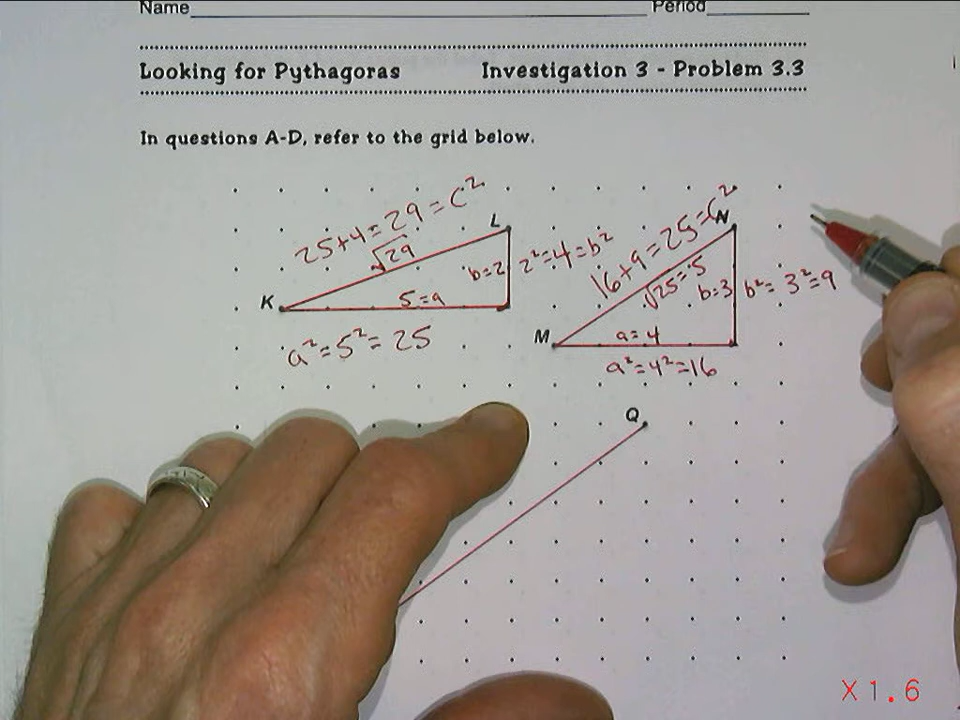 Name Period
Looking for Pythagoras Investigation 3 - Problem 3.3
In questions A-D, refer to the grid below.
25+4=29=C²
√29
L
b=2
2²=4=b²
K
5=a
a²=5²=25
16+9=25=C²
N
√25=5
b=3
b²=3²=9
M
a=4
a²=4²=16
Q
X1.6